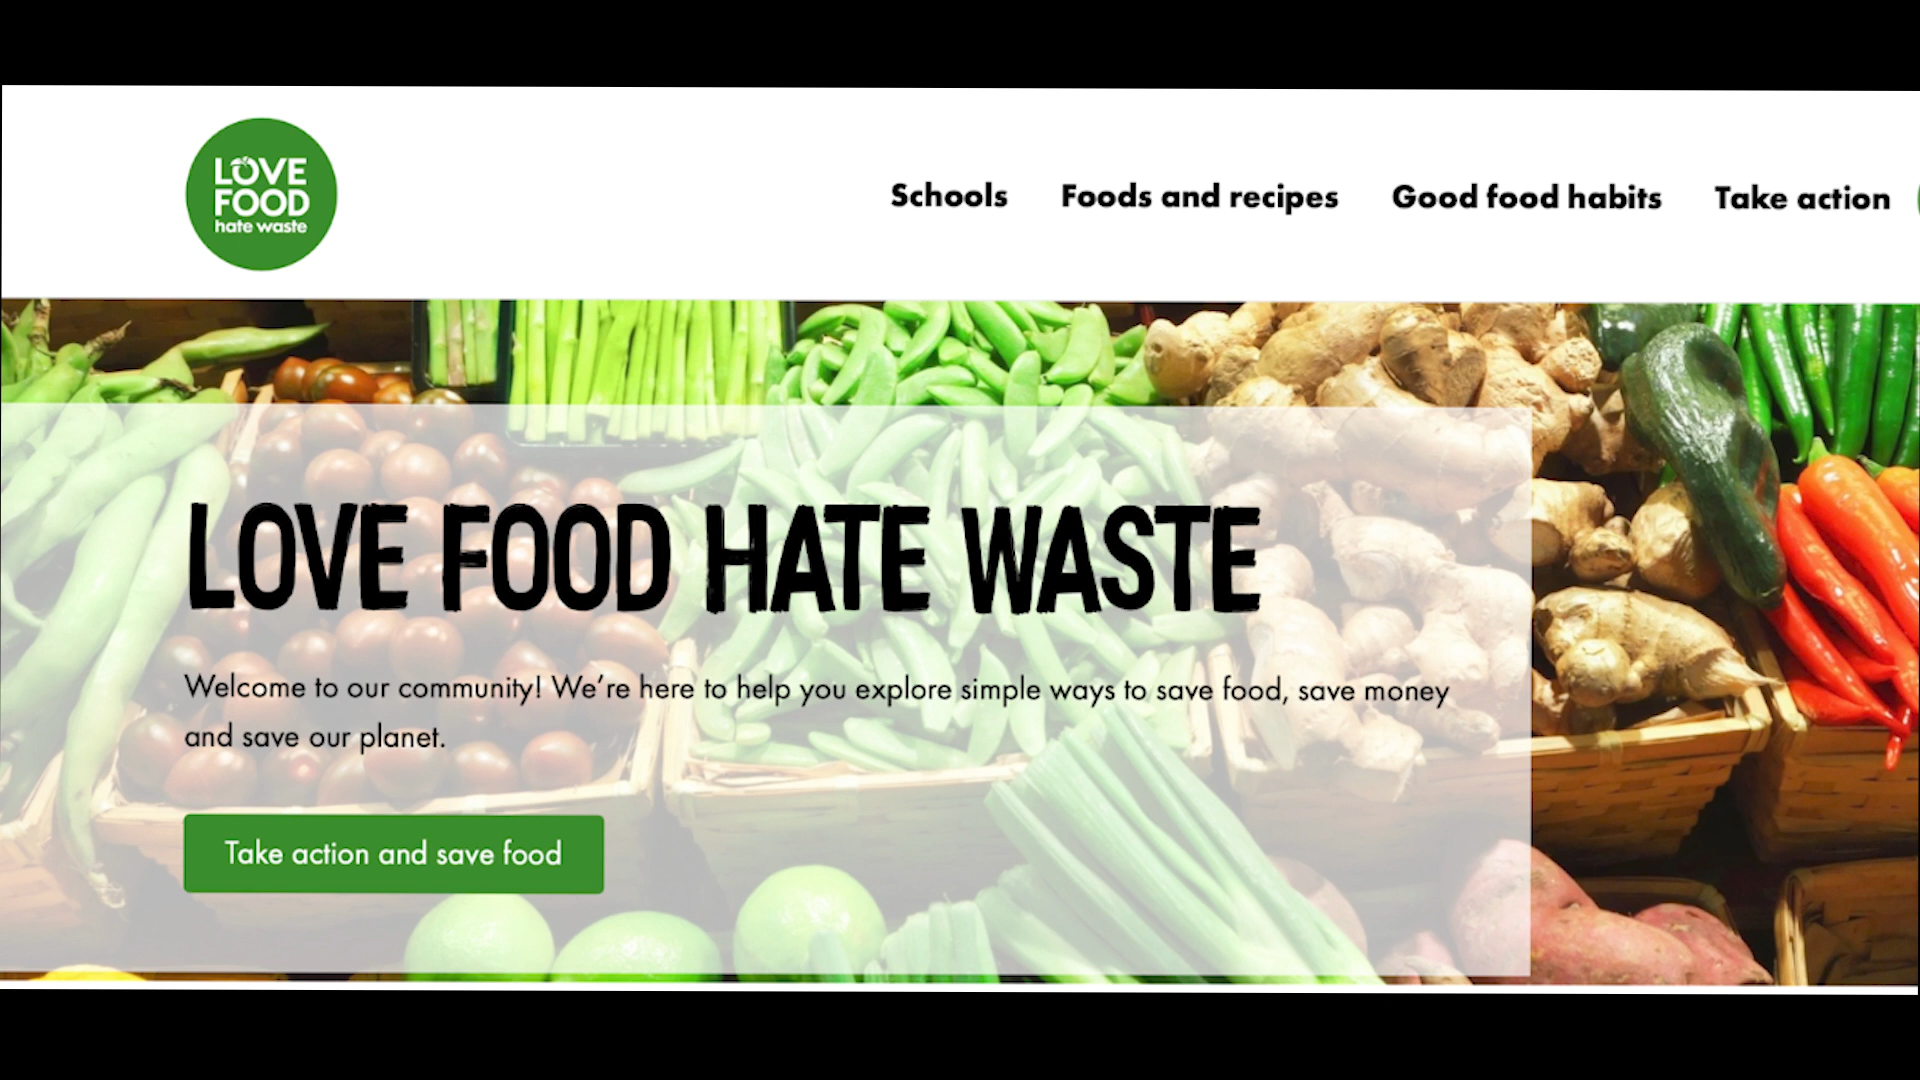 LOVE
FOOD
hate waste
Schools Foods and recipes Good food habits Take action
LOVE FOOD HATE WASTE
Welcome to our community! We’re here to help you explore simple ways to save food, save money
and save our planet.
Take action and save food